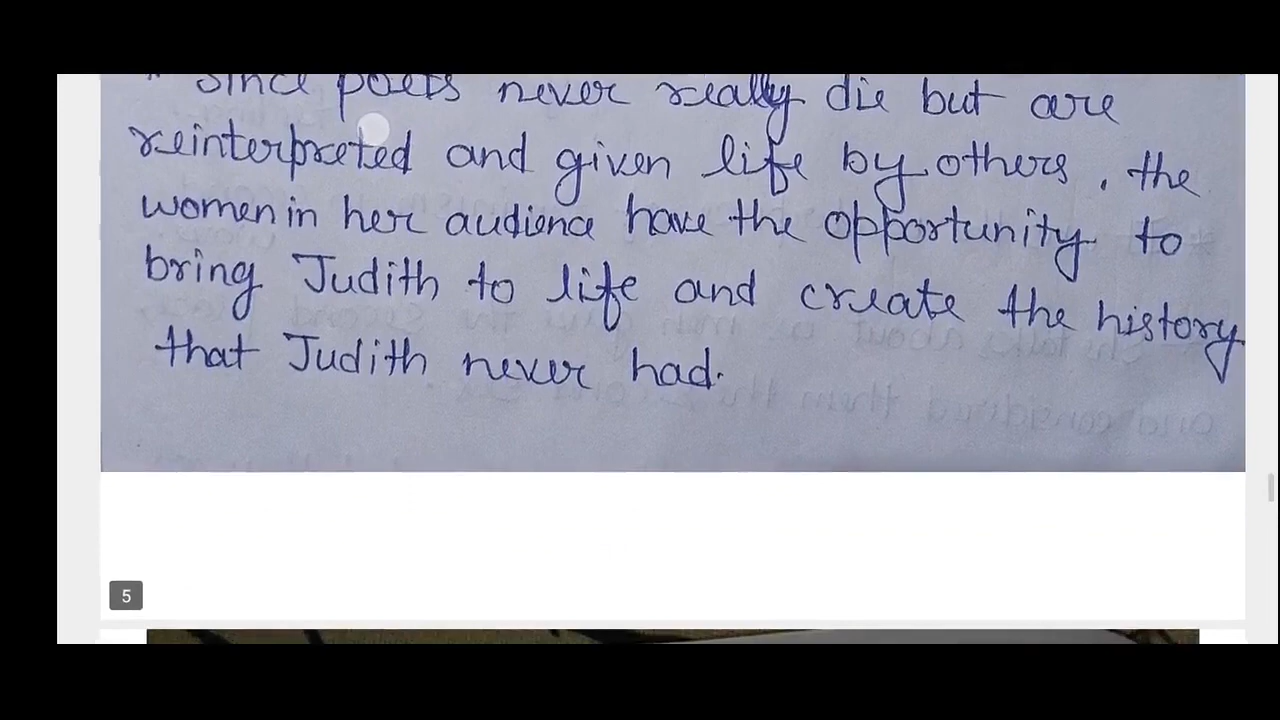 " Since poets never really die but are
reinterpreted and given life by others, the
women in her audience have the opportunity to
bring Judith to life and create the history
that Judith never had.
5